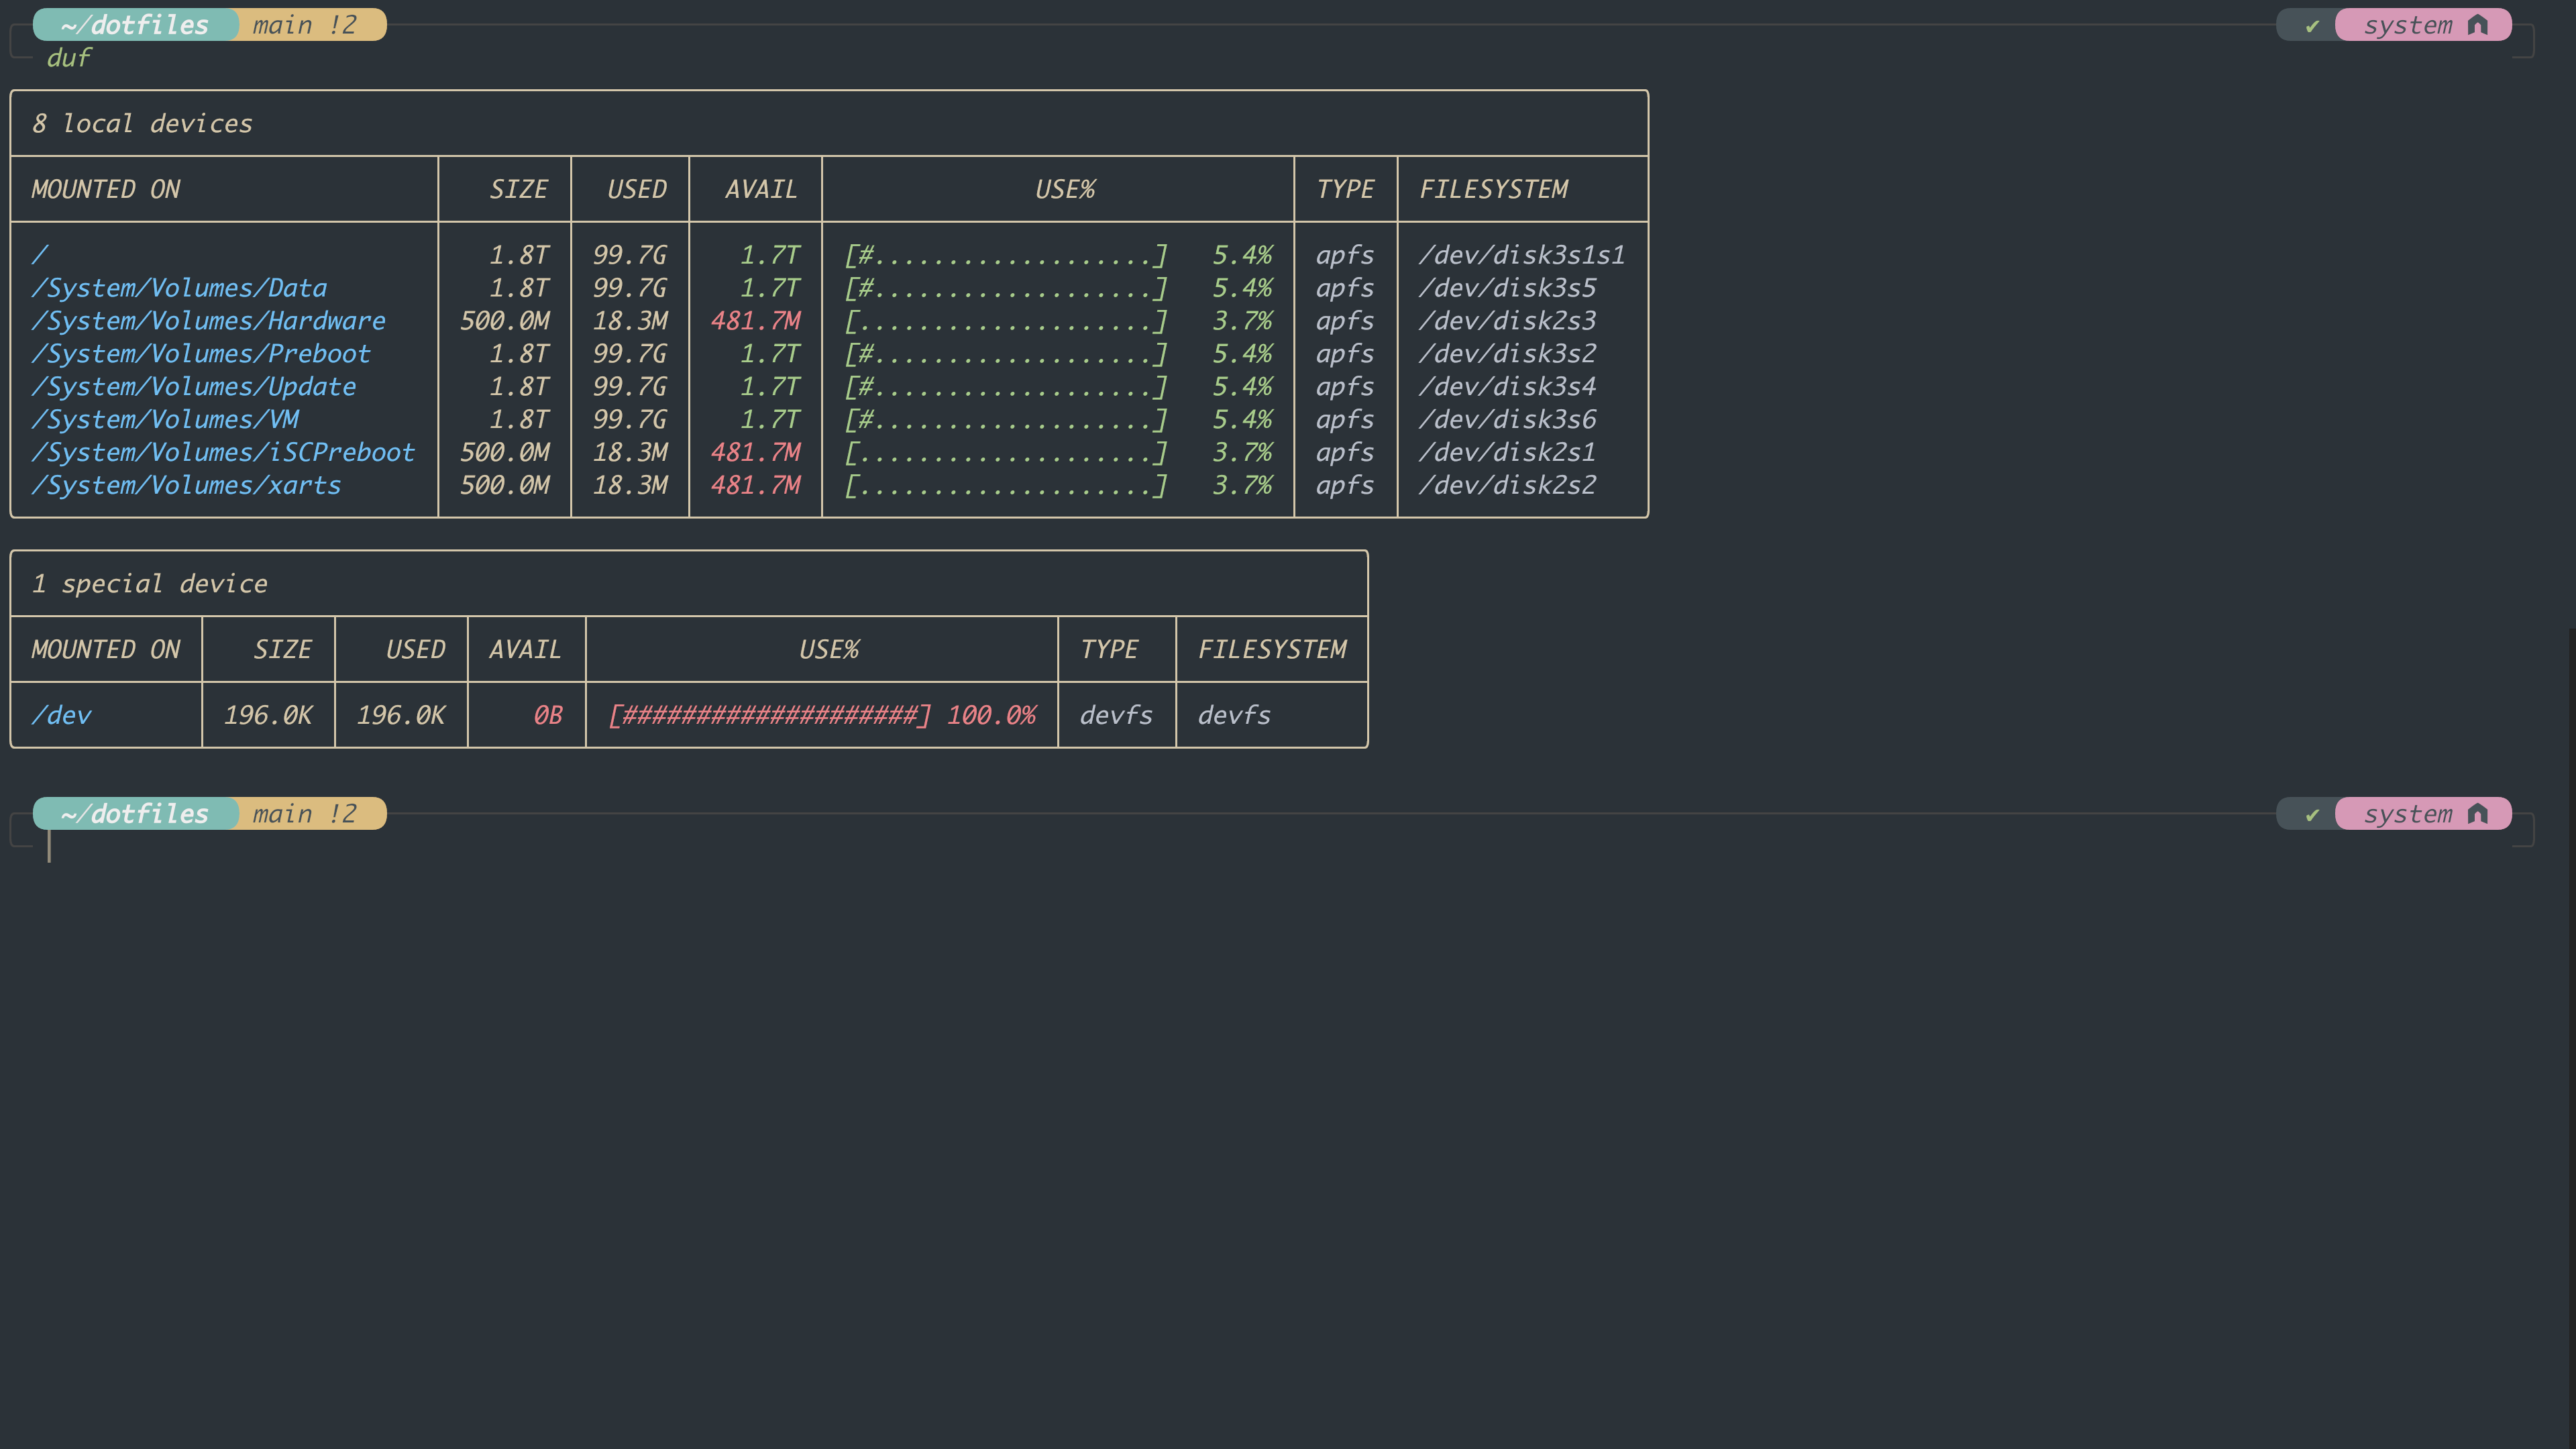 ~/dotfiles main !2 ✔ system
duf
8 local devices
MOUNTED ON SIZE USED AVAIL USE% TYPE FILESYSTEM
/ 1.8T 99.7G 1.7T [#...................] 5.4% apfs /dev/disk3s1s1
/System/Volumes/Data 1.8T 99.7G 1.7T [#...................] 5.4% apfs /dev/disk3s5
/System/Volumes/Hardware 500.0M 18.3M 481.7M [....................] 3.7% apfs /dev/disk2s3
/System/Volumes/Preboot 1.8T 99.7G 1.7T [#...................] 5.4% apfs /dev/disk3s2
/System/Volumes/Update 1.8T 99.7G 1.7T [#...................] 5.4% apfs /dev/disk3s4
/System/Volumes/VM 1.8T 99.7G 1.7T [#...................] 5.4% apfs /dev/disk3s6
/System/Volumes/iSCPreboot 500.0M 18.3M 481.7M [....................] 3.7% apfs /dev/disk2s1
/System/Volumes/xarts 500.0M 18.3M 481.7M [....................] 3.7% apfs /dev/disk2s2
1 special device
MOUNTED ON SIZE USED AVAIL USE% TYPE FILESYSTEM
/dev 196.0K 196.0K 0B [####################] 100.0% devfs devfs
~/dotfiles main !2 ✔ system